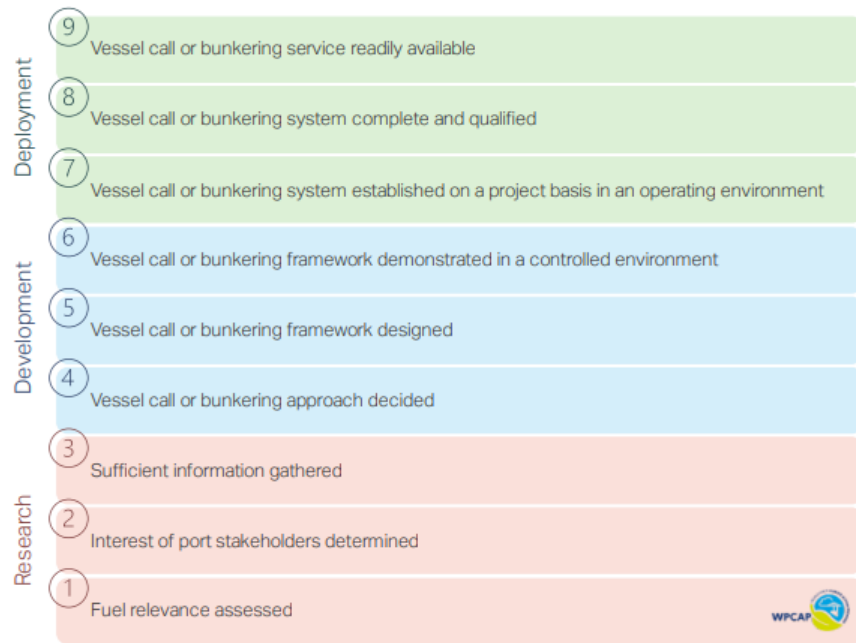 9
Vessel call or bunkering service readily available
8
Vessel call or bunkering system complete and qualified
7
Vessel call or bunkering system established on a project basis in an operating environment
Deployment
6
Vessel call or bunkering framework demonstrated in a controlled environment
5
Vessel call or bunkering framework designed
4
Vessel call or bunkering approach decided
Development
3
Sufficient information gathered
2
Interest of port stakeholders determined
1
Fuel relevance assessed
Research
WPCAP